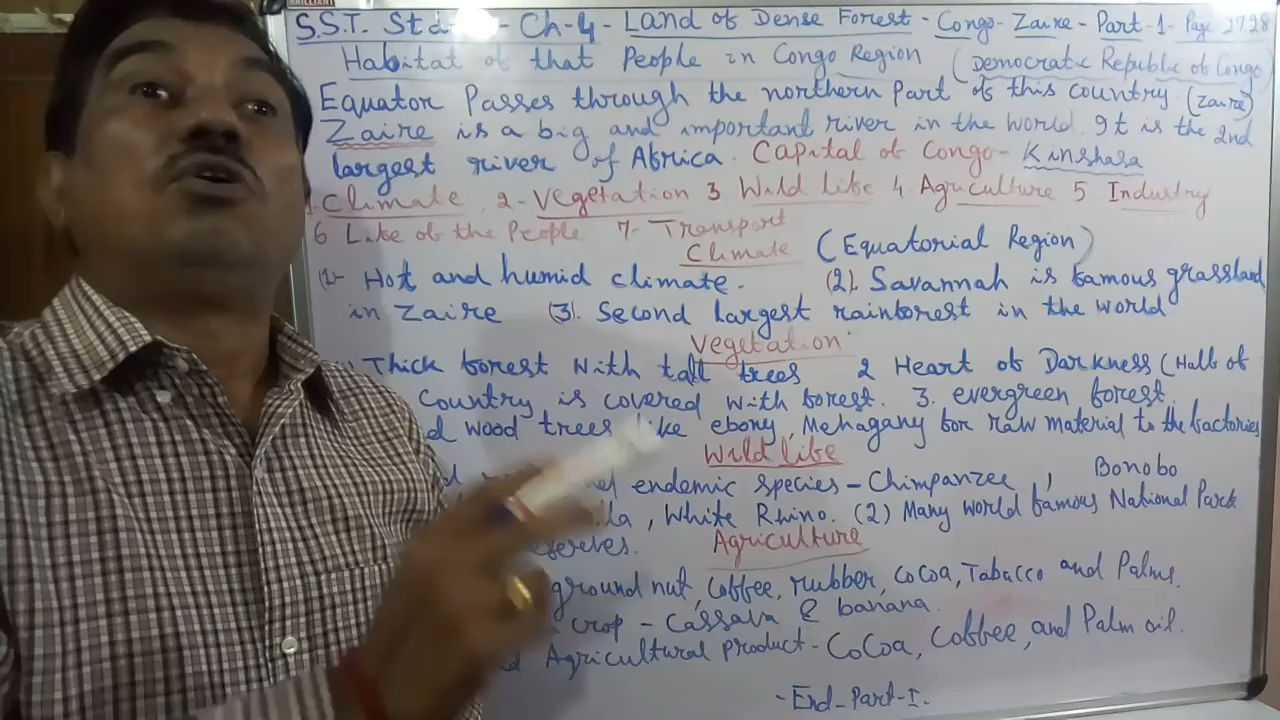 BRILLIANT
S.S.T. Std - Ch-4 - Land of Dense Forest - Congo - Zaire - Part-1- Page 27.28
Habitat of that People in Congo Region (Democratic Republic of Congo)
Equator Passes through the northern Part of this country (Zaire)
Zaire is a big and important river in the world. It is the 2nd
largest river of Africa. Capital of Congo- Kinshasa
1. Climate 2- Vegetation 3 Wild life 4. Agriculture 5 Industry
6 Life of the People 7- Transport
Climate (Equatorial Region)
(1)- Hot and humid climate. (2). Savannah is famous grassland
in Zaire (3). Second largest rainforest in the world
Vegetation
Thick forest with tall trees 2 Heart of Darkness (Half of
Country is covered with forest. 3. evergreen forest.
wood trees like ebony, Mehagany for raw material to the factories
Wild life
endemic species - Chimpanzee, Bonobo
, White Rhino. (2) Many world famous National Park
Agriculture
ground nut, coffee, rubber, Cocoa, Tabacco and Palms.
crop - Cassava & banana.
Agricultural product - CoCoa, Coffee, and Palm oil.
- End - Part - I.